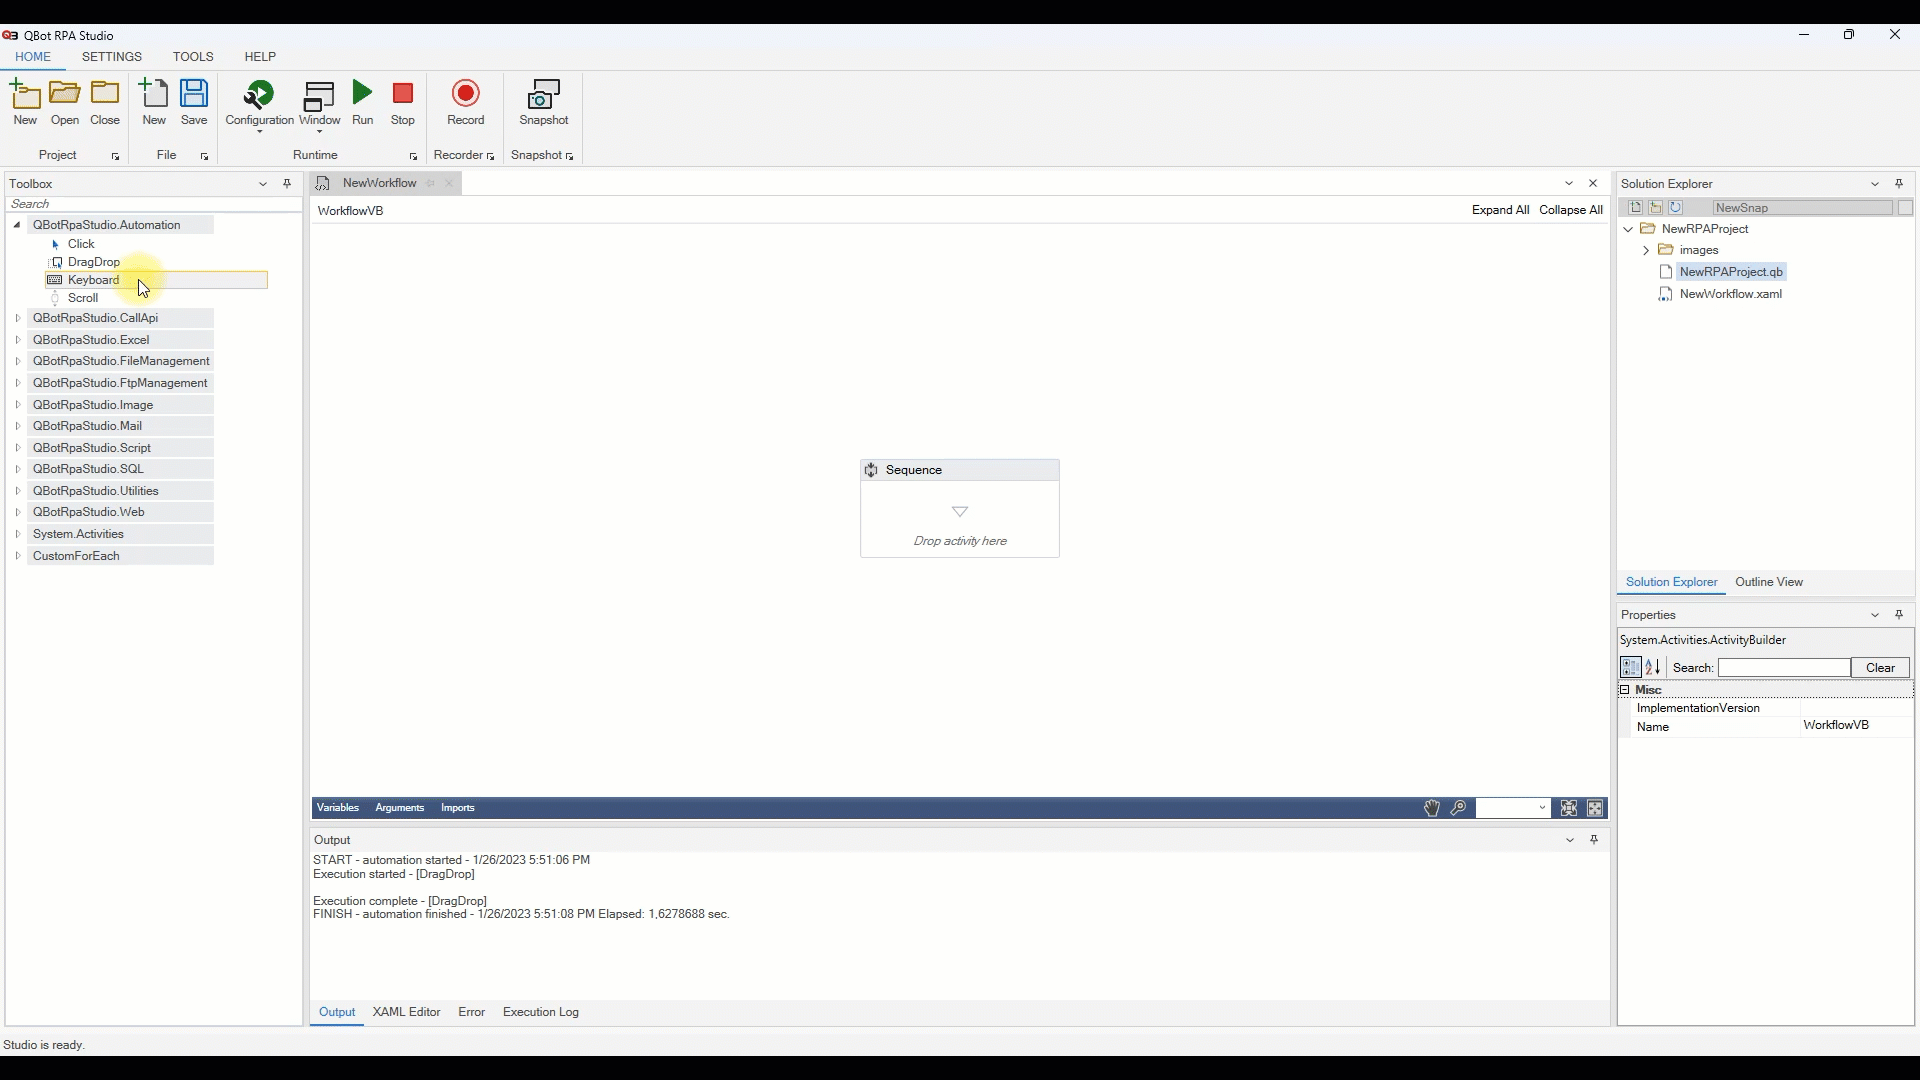 QBot RPA Studio
HOME SETTINGS TOOLS HELP
New Open Close New Save Configuration Window Run Stop Record Snapshot
Project File Runtime Recorder Snapshot
Toolbox
Search
QBotRpaStudio.Automation
Click
DragDrop
Keyboard
Scroll
QBotRpaStudio.CallApi
QBotRpaStudio.Excel
QBotRpaStudio.FileManagement
QBotRpaStudio.FtpManagement
QBotRpaStudio.Image
QBotRpaStudio.Mail
QBotRpaStudio.Script
QBotRpaStudio.SQL
QBotRpaStudio.Utilities
QBotRpaStudio.Web
System.Activities
CustomForEach
NewWorkflow
WorkflowVB Expand All Collapse All
Sequence
Drop activity here
Variables Arguments Imports
Output
START - automation started - 1/26/2023 5:51:06 PM
Execution started - [DragDrop]
Execution complete - [DragDrop]
FINISH - automation finished - 1/26/2023 5:51:08 PM Elapsed: 1,6278688 sec.
Output XAML Editor Error Execution Log
Solution Explorer
NewSnap
NewRPAProject
images
NewRPAProject.qb
NewWorkflow.xaml
Solution Explorer Outline View
Properties
System.Activities.ActivityBuilder
Search: Clear
Misc
ImplementationVersion
Name WorkflowVB
Studio is ready.